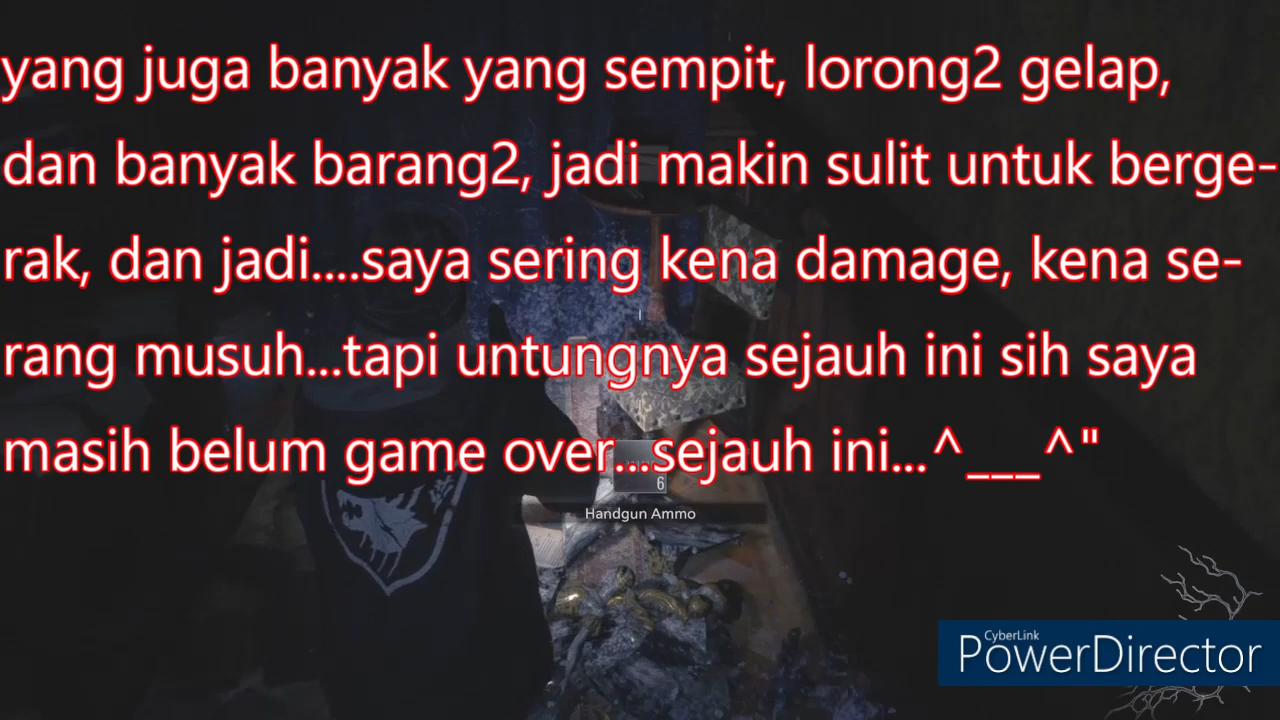 yang juga banyak yang sempit, lorong2 gelap,
dan banyak barang2, jadi makin sulit untuk berge-
rak, dan jadi....saya sering kena damage, kena se-
rang musuh...tapi untungnya sejauh ini sih saya
masih belum game over...sejauh ini...^___^"
6
Handgun Ammo
CyberLink
PowerDirector